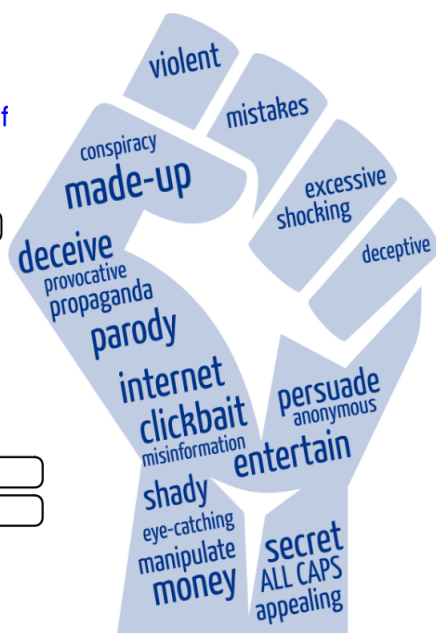 violent
mistakes
f
conspiracy
made-up
excessive
shocking
deceive
provocative
propaganda
deceptive
parody
internet
clickbait
misinformation
persuade
anonymous
entertain
shady
eye-catching
manipulate
money
secret
ALL CAPS
appealing